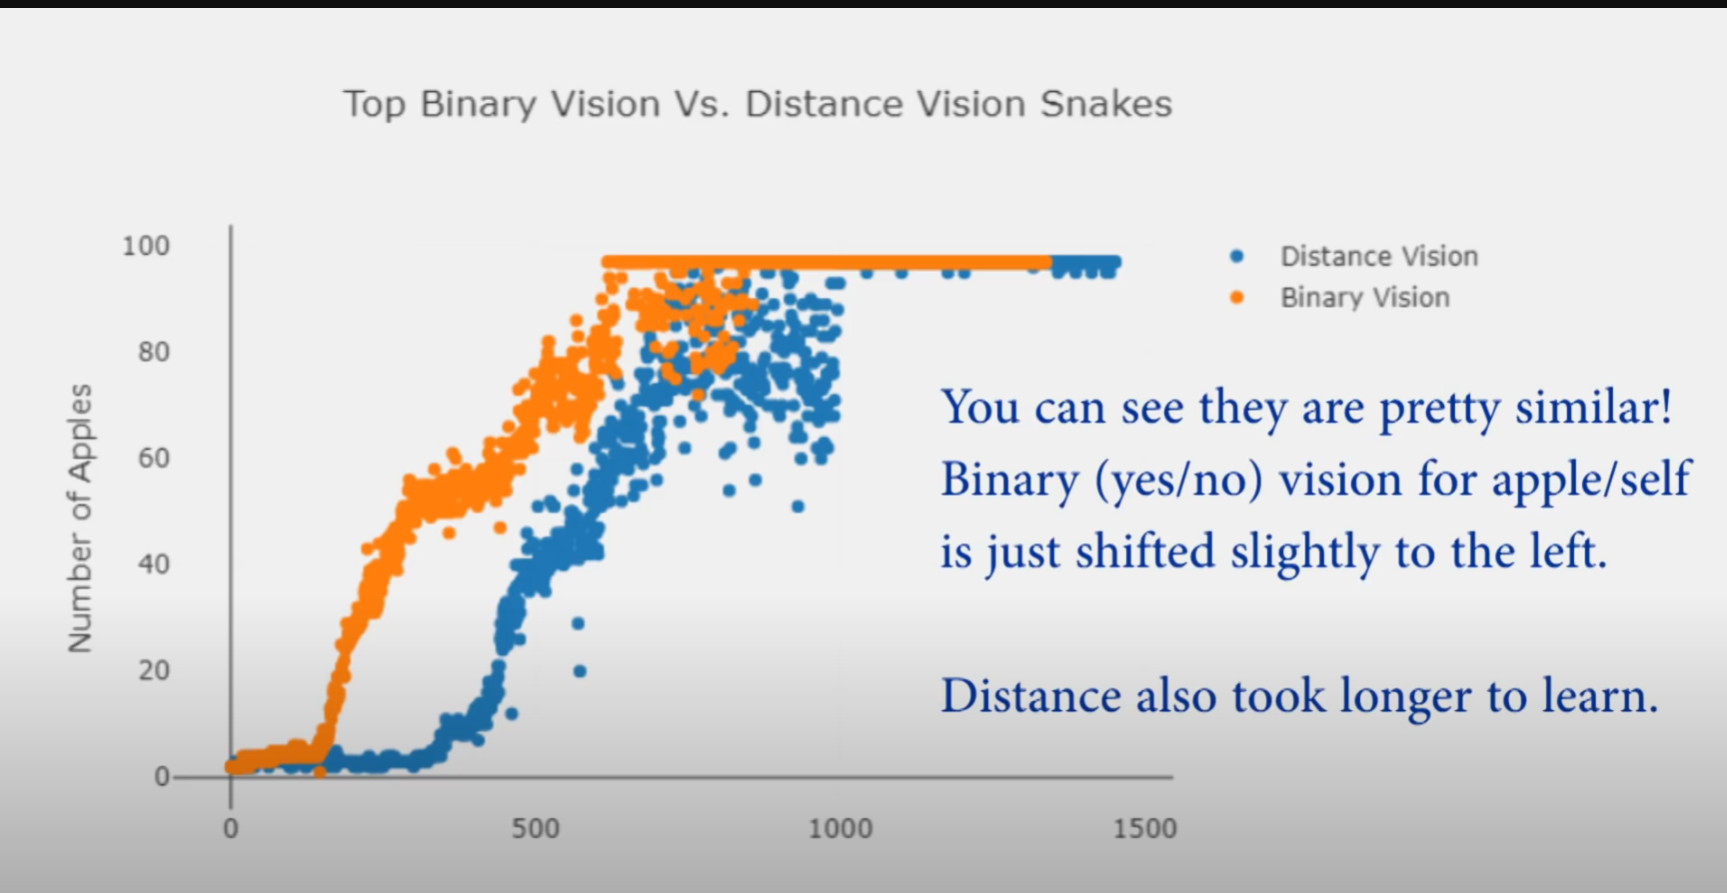 Top Binary Vision Vs. Distance Vision Snakes
100
80
60
40
20
0
Number of Apples
0
500
1000
1500
Distance Vision
Binary Vision
You can see they are pretty similar!
Binary (yes/no) vision for apple/self
is just shifted slightly to the left.
Distance also took longer to learn.